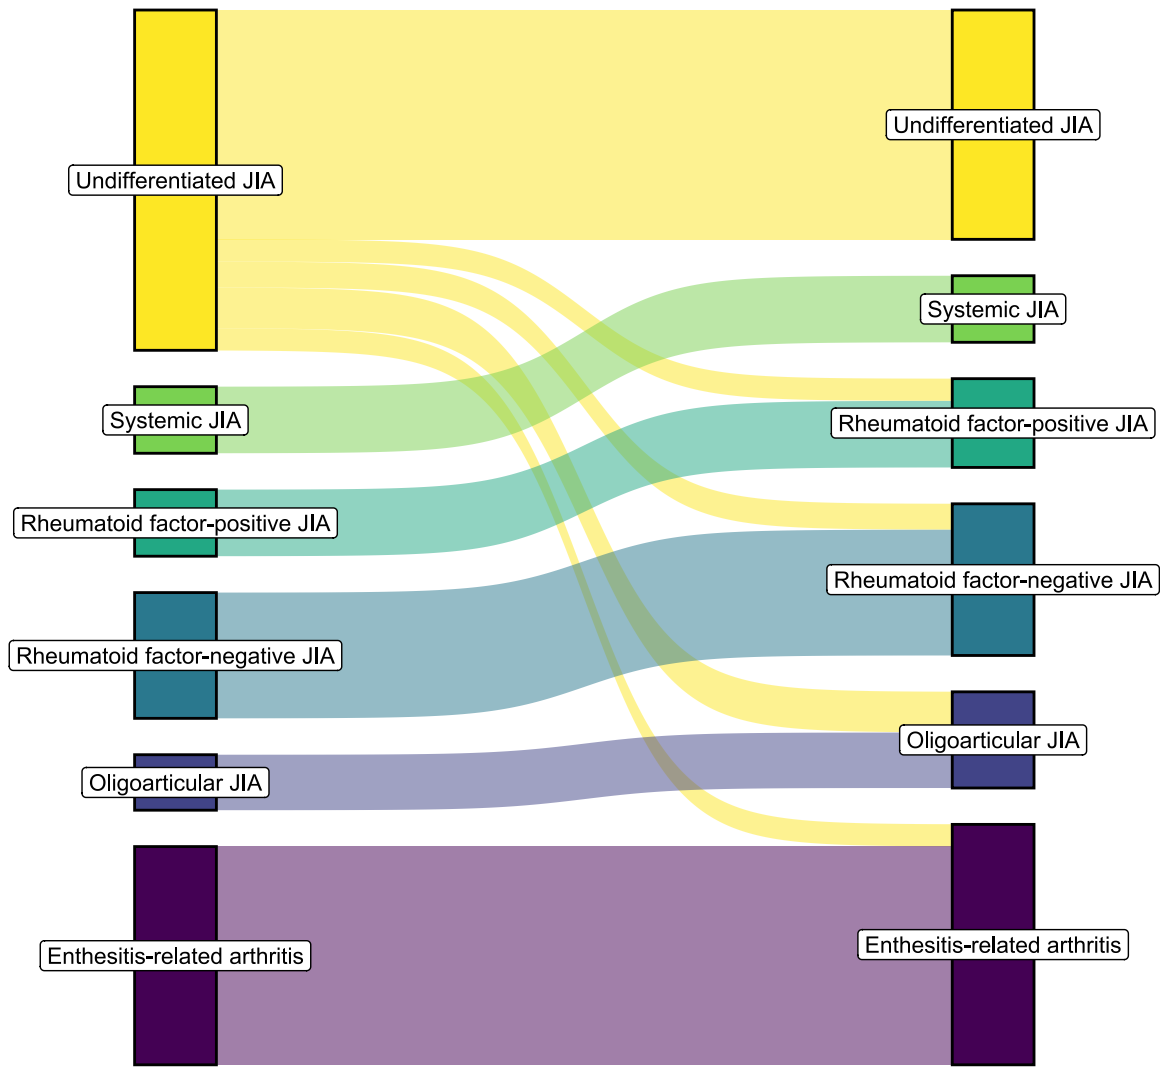 Undifferentiated JIA
Systemic JIA
Rheumatoid factor-positive JIA
Rheumatoid factor-negative JIA
Oligoarticular JIA
Enthesitis-related arthritis
Undifferentiated JIA
Systemic JIA
Rheumatoid factor-positive JIA
Rheumatoid factor-negative JIA
Oligoarticular JIA
Enthesitis-related arthritis